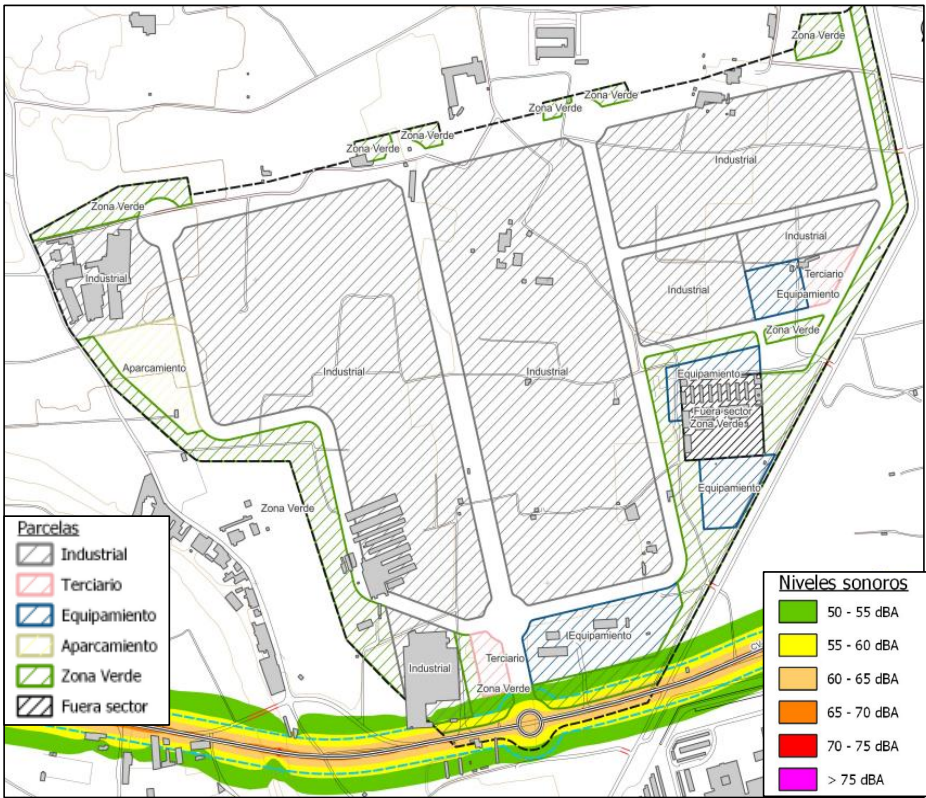 Zona Verde
Zona Verde
Zona Verde
Zona Verde
Zona Verde
Industrial
Zona Verde
Industrial
Industrial
Terciario
Industrial
Equipamiento
Zona Verde
Aparcamiento
Industrial
Industrial
Equipamiento
Fuera sector
Zona Verde
Equipamiento
Zona Verde
Equipamiento
Terciario
Industrial
Zona Verde
Parcelas
Industrial
Terciario
Equipamiento
Aparcamiento
Zona Verde
Fuera sector
Niveles sonoros
50 - 55 dBA
55 - 60 dBA
60 - 65 dBA
65 - 70 dBA
70 - 75 dBA
> 75 dBA